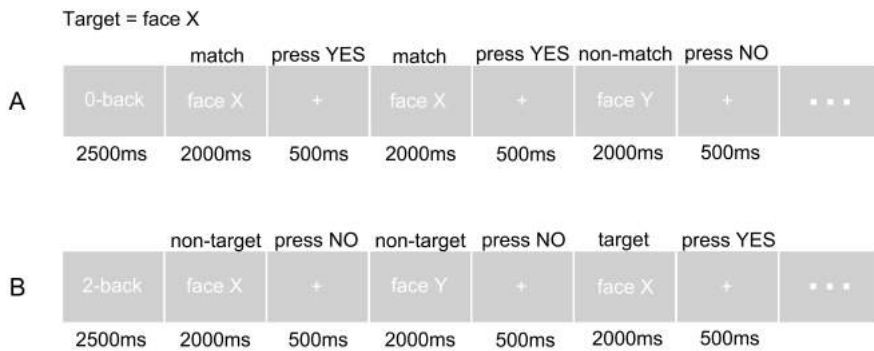 Target = face X
match press YES match press YES non-match press NO
A
0-back face X + face X + face Y + ...
2500ms 2000ms 500ms 2000ms 500ms 2000ms 500ms
non-target press NO non-target press NO target press YES
B
2-back face X + face Y + face X + ...
2500ms 2000ms 500ms 2000ms 500ms 2000ms 500ms